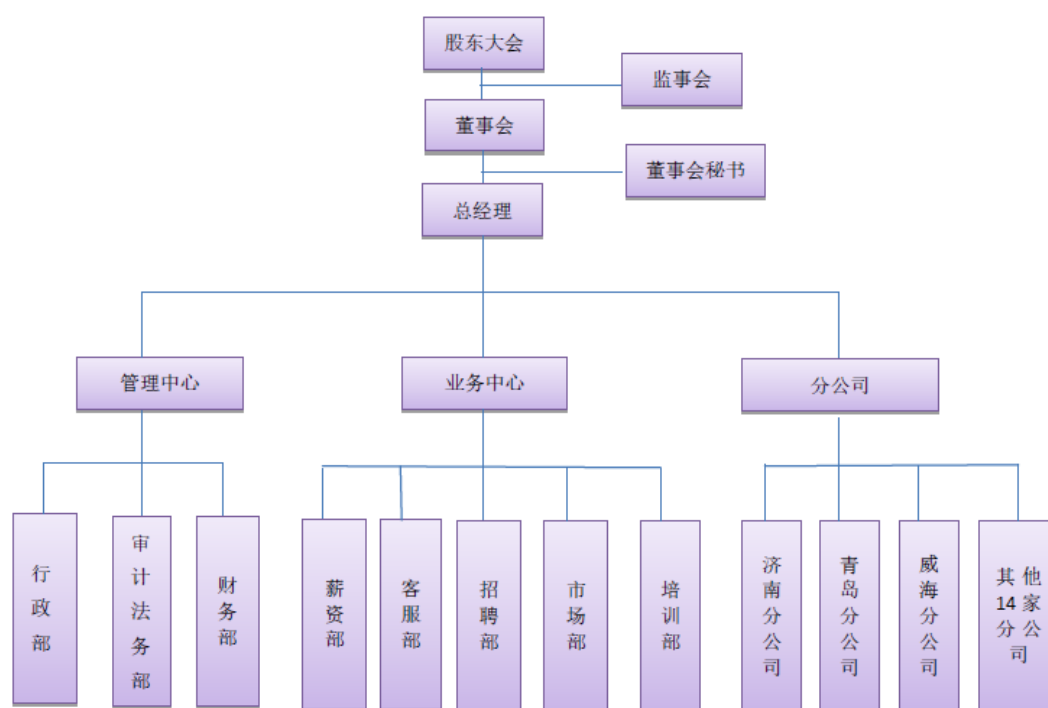 股东大会
监事会
董事会
董事会秘书
总经理
管理中心
业务中心
分公司
行政部
审计法务部
财务部
薪资部
客服部
招聘部
市场部
培训部
济南分公司
青岛分公司
威海分公司
其他
14家
分公
司